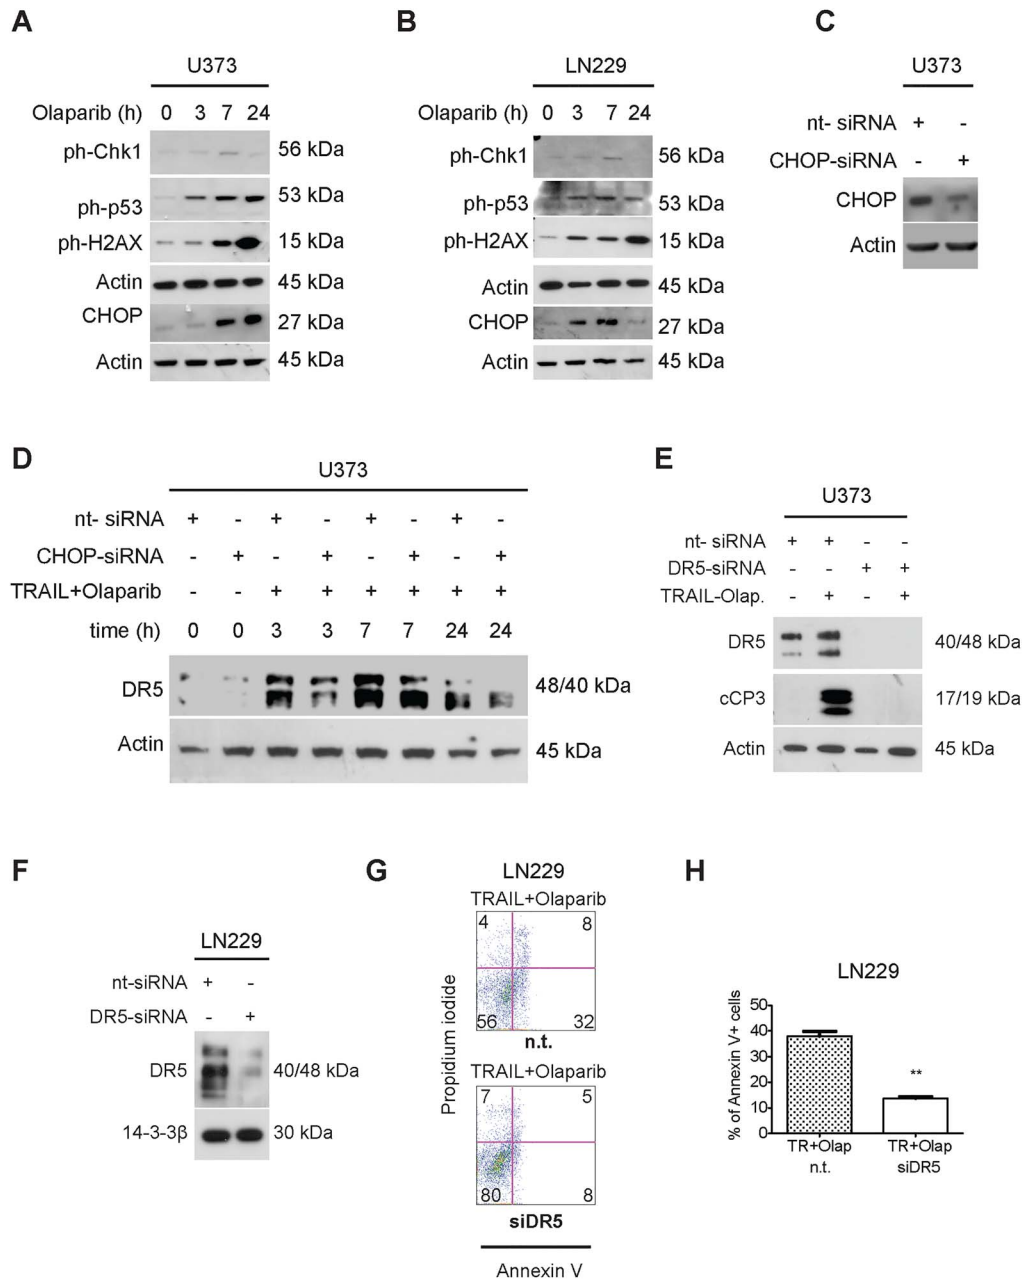 A
U373
Olaparib (h) 0 3 7 24
ph-Chk1 56 kDa
ph-p53 53 kDa
ph-H2AX 15 kDa
Actin 45 kDa
CHOP 27 kDa
Actin 45 kDa
B
LN229
Olaparib (h) 0 3 7 24
ph-Chk1 56 kDa
ph-p53 53 kDa
ph-H2AX 15 kDa
Actin 45 kDa
CHOP 27 kDa
Actin 45 kDa
C
U373
nt- siRNA + -
CHOP-siRNA - +
CHOP
Actin
D
U373
nt- siRNA + - + - + - + -
CHOP-siRNA - + - + - + - +
TRAIL+Olaparib - - + + + + + +
time (h) 0 0 3 3 7 7 24 24
DR5 48/40 kDa
Actin 45 kDa
E
U373
nt- siRNA + + - -
DR5-siRNA - - + +
TRAIL-Olap. - + - +
DR5 40/48 kDa
cCP3 17/19 kDa
Actin 45 kDa
F
LN229
nt-siRNA + -
DR5-siRNA - +
DR5 40/48 kDa
14-3-3β 30 kDa
G
LN229
TRAIL+Olaparib
4 8
56 32
n.t.
TRAIL+Olaparib
7 5
80 8
siDR5
Propidium iodide
Annexin V
H
LN229
% of Annexin V+ cells
50
40
30
20
10
0
**
TR+Olap n.t.
TR+Olap siDR5